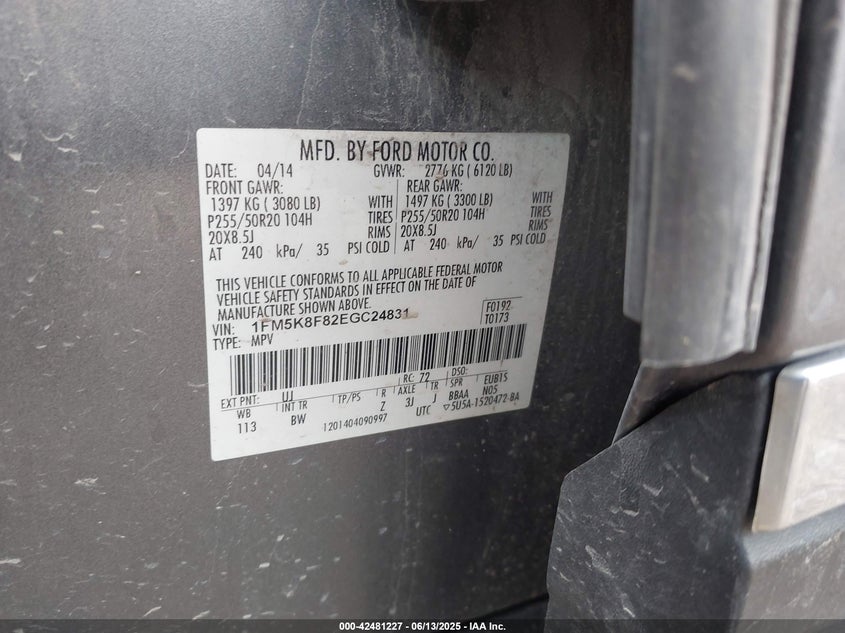 MFD. BY FORD MOTOR CO.
DATE: 04/14 GVWR: 2776 KG ( 6120 LB)
FRONT GAWR: REAR GAWR:
1397 KG ( 3080 LB) WITH 1497 KG ( 3300 LB) WITH
P255/50R20 104H TIRES P255/50R20 104H TIRES
20X8.5J RIMS 20X8.5J RIMS
AT 240 kPa/ 35 PSI COLD AT 240 kPa/ 35 PSI COLD
THIS VEHICLE CONFORMS TO ALL APPLICABLE FEDERAL MOTOR
VEHICLE SAFETY STANDARDS IN EFFECT ON THE DATE OF
MANUFACTURE SHOWN ABOVE.
VIN: 1FM5K8F82EGC24831 F0192
TYPE: MPV T0173
RC: 72 DSO:
EXT PNT: UJ
WB INT TR TP/PS R AXLE TR SPR EUB1S
113 BW Z 3J J BBAA N05
1201404090997 UTC ▽5U5A-1520472-BA
000-42481227 - 06/13/2025 - IAA Inc.